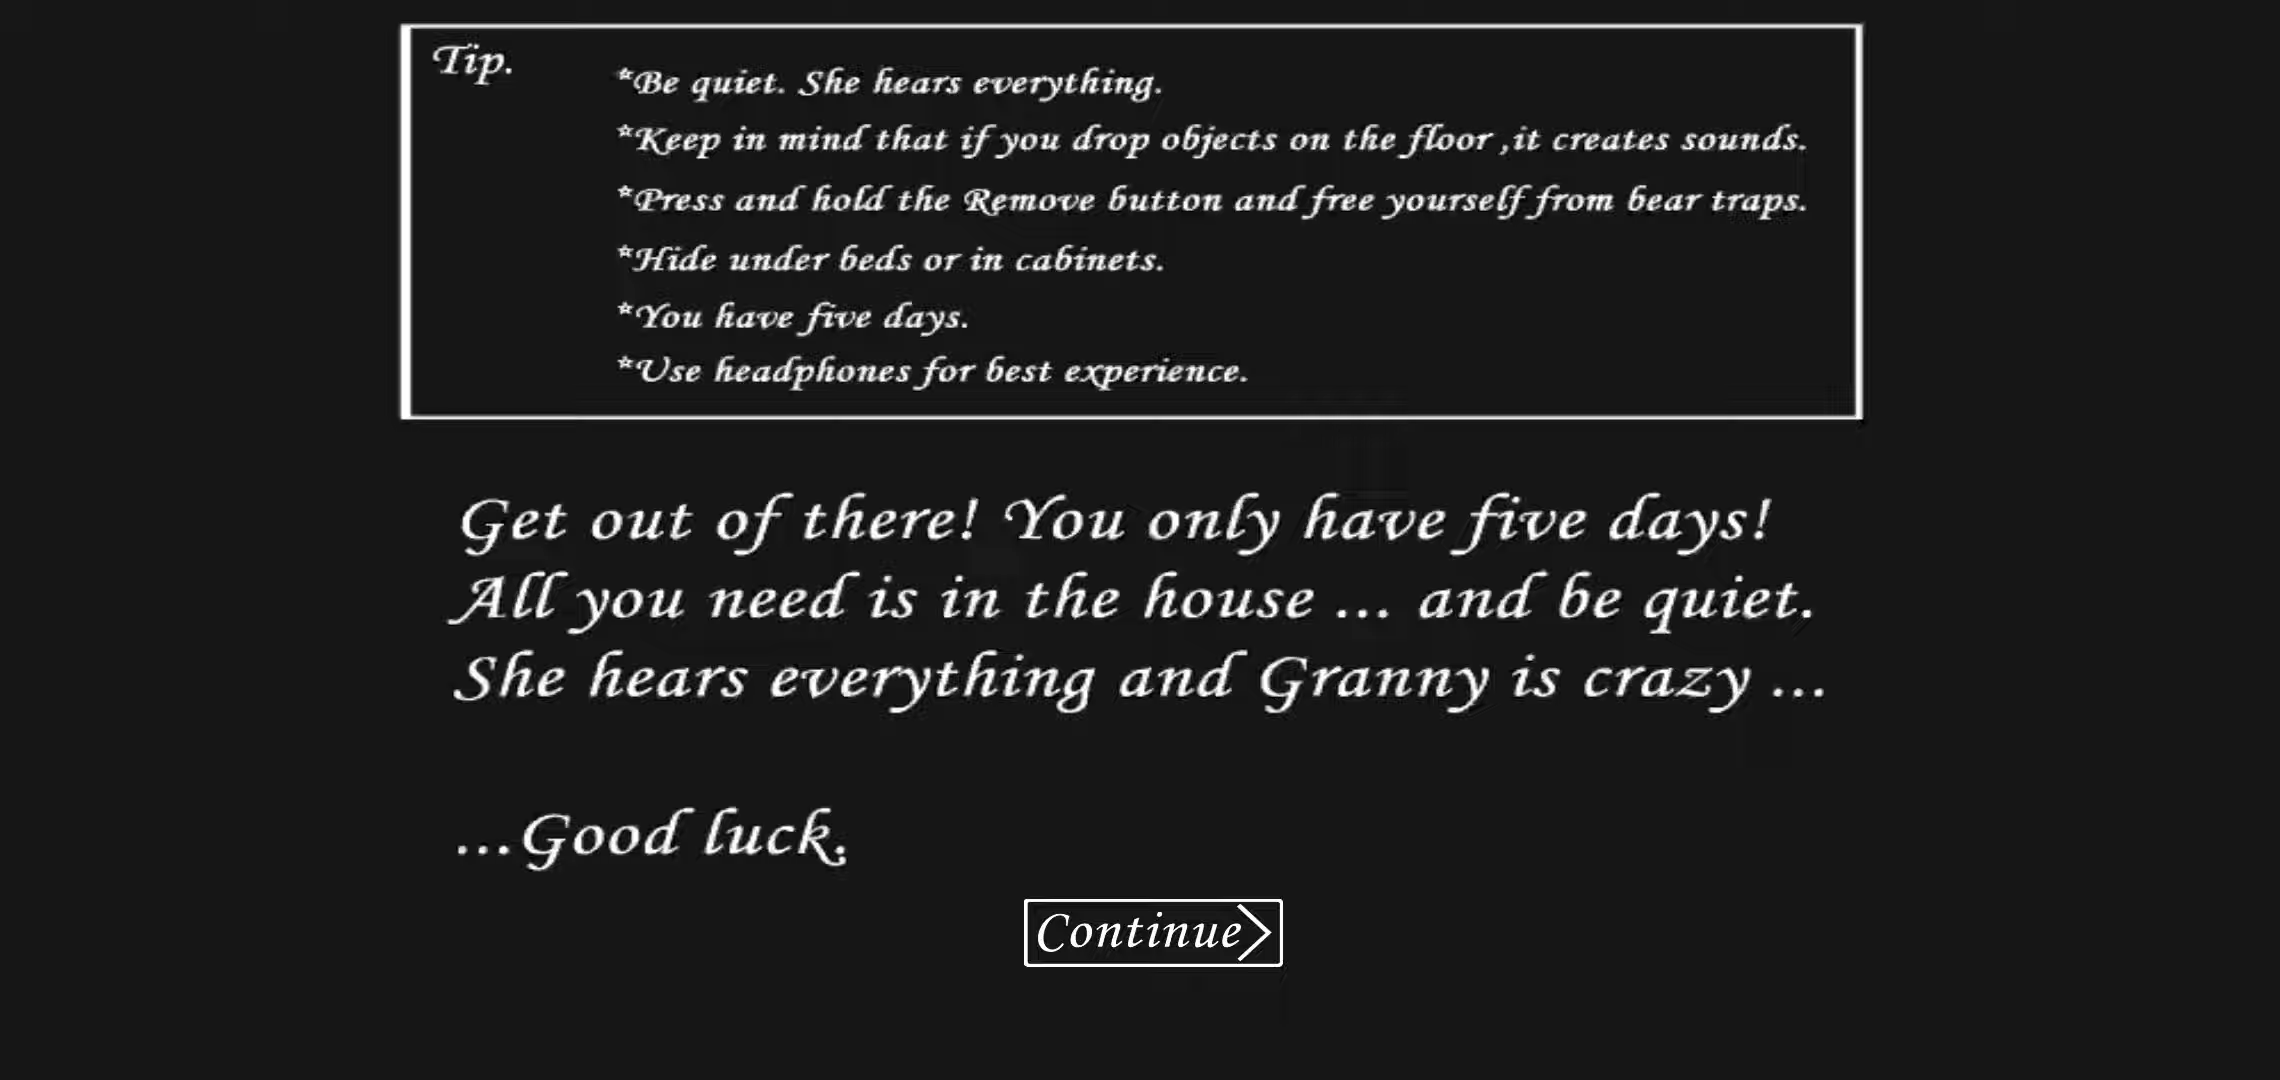 Tip.
*Be quiet. She hears everything.
*Keep in mind that if you drop objects on the floor ,it creates sounds.
*Press and hold the Remove button and free yourself from bear traps.
*Hide under beds or in cabinets.
*You have five days.
*Use headphones for best experience.
Get out of there! You only have five days!
All you need is in the house ... and be quiet.
She hears everything and Granny is crazy ...
...Good luck.
Continue>